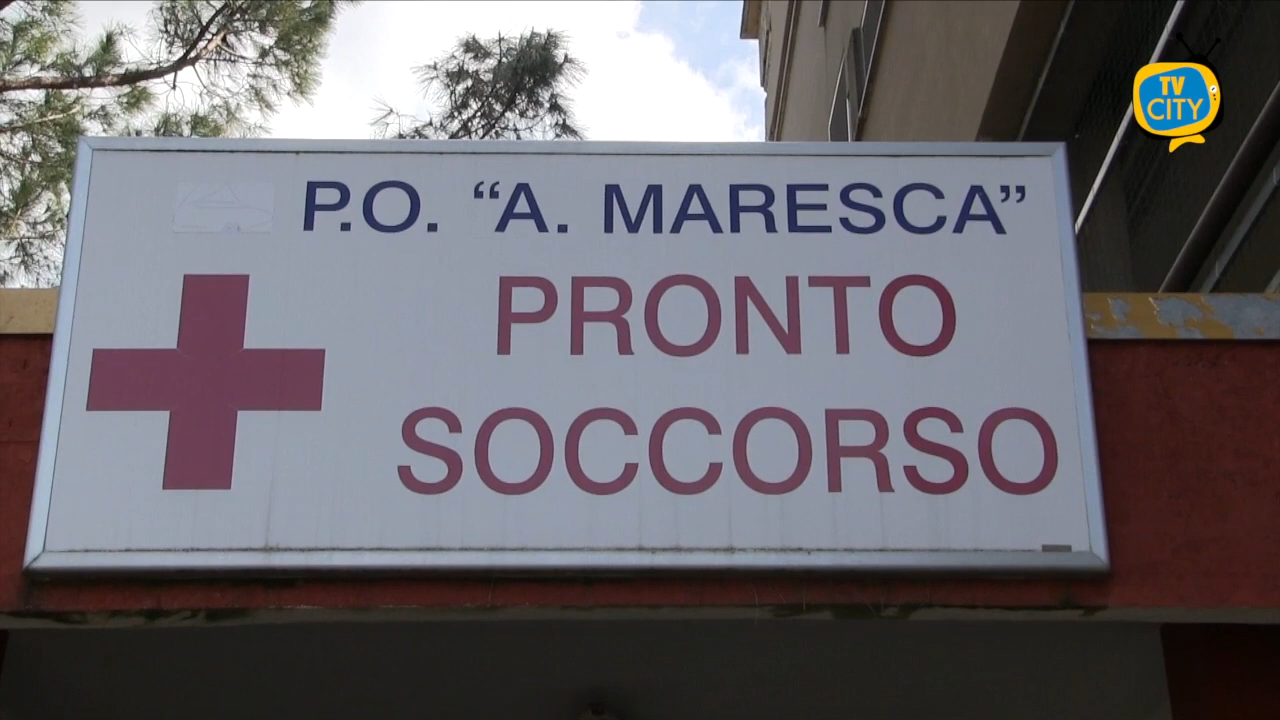 TV
CITY
P.O. “A. MARESCA”
PRONTO
SOCCORSO